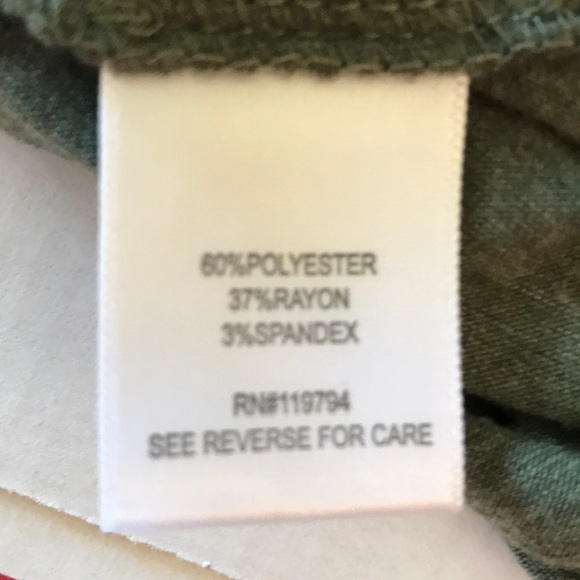 60%POLYESTER
37%RAYON
3%SPANDEX
RN#119794
SEE REVERSE FOR CARE